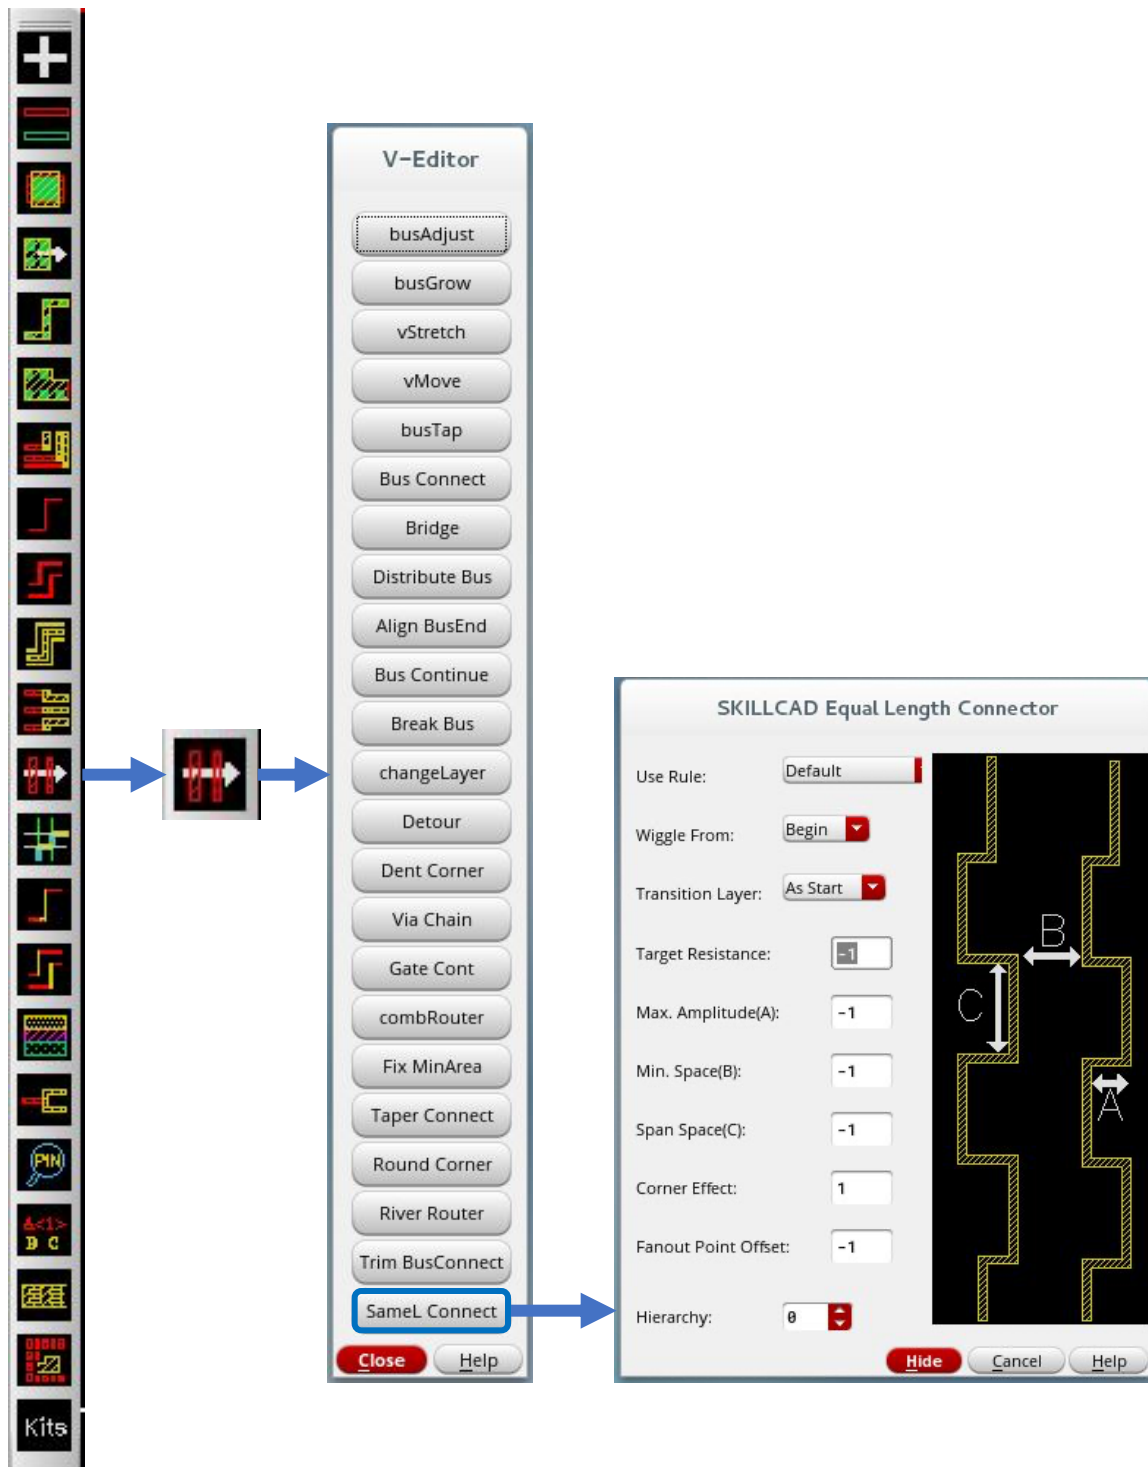 PIN
A<1>
B C
Kits
V-Editor
busAdjust
busGrow
vStretch
vMove
busTap
Bus Connect
Bridge
Distribute Bus
Align BusEnd
Bus Continue
Break Bus
changeLayer
Detour
Dent Corner
Via Chain
Gate Cont
combRouter
Fix MinArea
Taper Connect
Round Corner
River Router
Trim BusConnect
SameL Connect
Close Help
SKILLCAD Equal Length Connector
Use Rule: Default
Wiggle From: Begin
Transition Layer: As Start
Target Resistance: -1
Max. Amplitude(A): -1
Min. Space(B): -1
Span Space(C): -1
Corner Effect: 1
Fanout Point Offset: -1
Hierarchy: 0
B
C
A
Hide Cancel Help